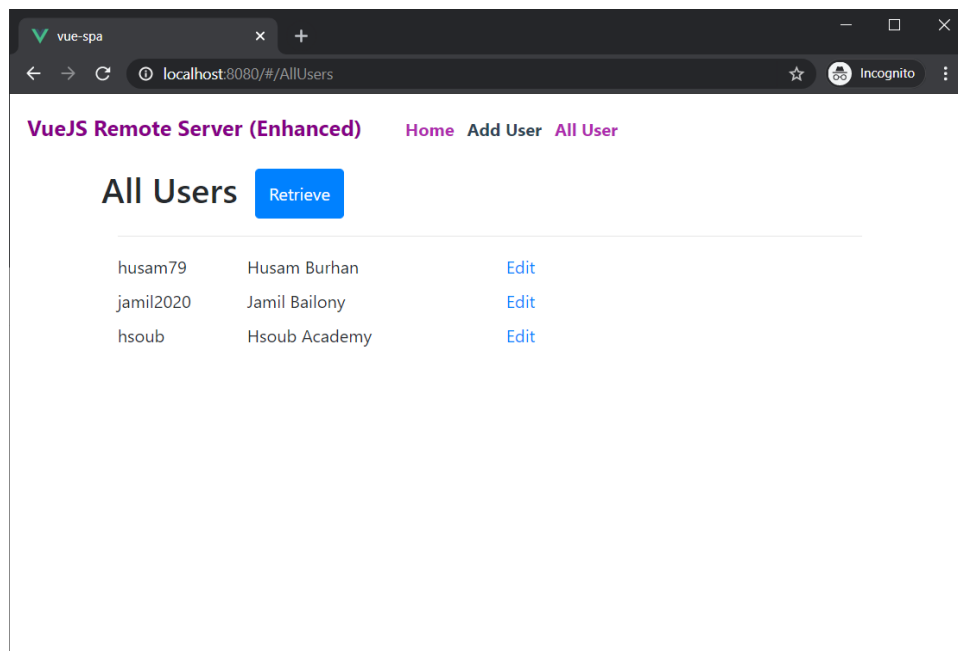 vue-spa
localhost:8080/#/AllUsers
Incognito
VueJS Remote Server (Enhanced) Home Add User All User
All Users Retrieve
husam79 Husam Burhan Edit
jamil2020 Jamil Bailony Edit
hsoub Hsoub Academy Edit